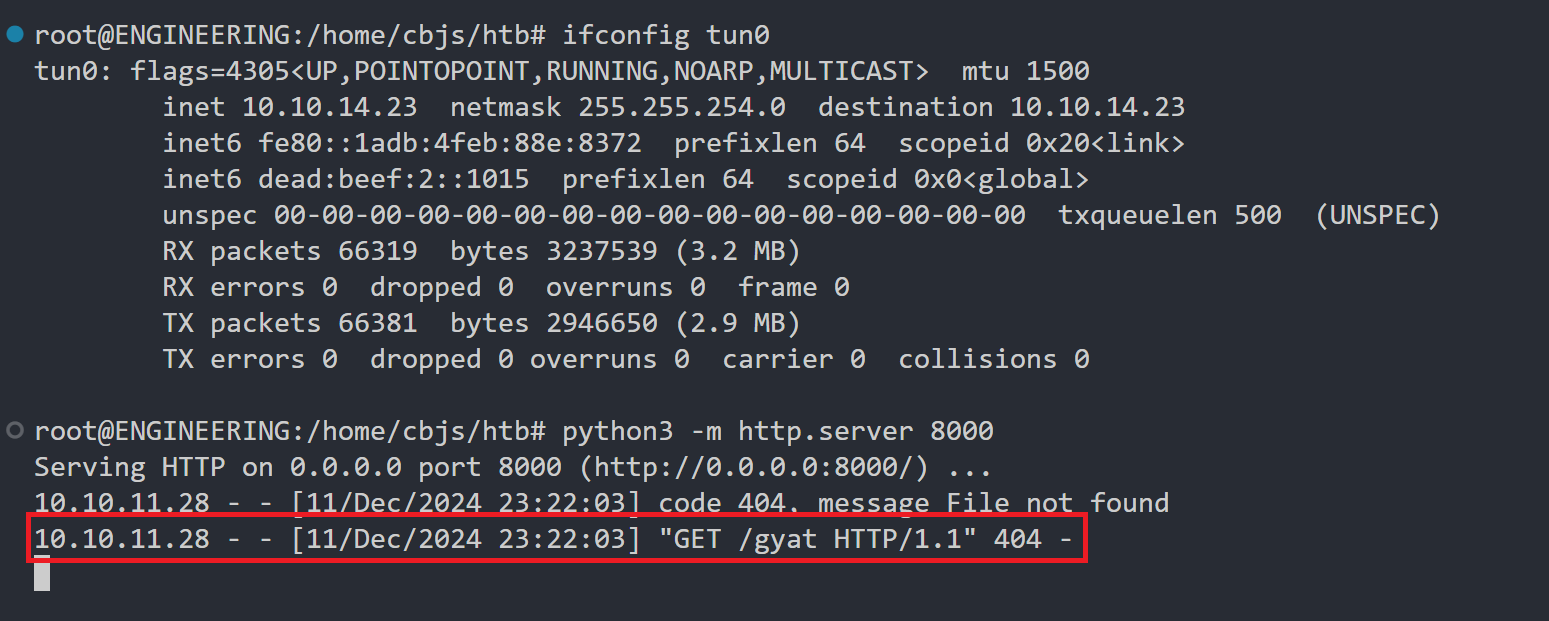 root@ENGINEERING:/home/cbjs/htb# ifconfig tun0
tun0: flags=4305<UP,POINTOPOINT,RUNNING,NOARP,MULTICAST>  mtu 1500
        inet 10.10.14.23  netmask 255.255.254.0  destination 10.10.14.23
        inet6 fe80::1adb:4feb:88e:8372  prefixlen 64  scopeid 0x20<link>
        inet6 dead:beef:2::1015  prefixlen 64  scopeid 0x0<global>
        unspec 00-00-00-00-00-00-00-00-00-00-00-00-00-00-00-00  txqueuelen 500  (UNSPEC)
        RX packets 66319  bytes 3237539 (3.2 MB)
        RX errors 0  dropped 0  overruns 0  frame 0
        TX packets 66381  bytes 2946650 (2.9 MB)
        TX errors 0  dropped 0 overruns 0  carrier 0  collisions 0
root@ENGINEERING:/home/cbjs/htb# python3 -m http.server 8000
Serving HTTP on 0.0.0.0 port 8000 (http://0.0.0.0:8000/) ...
10.10.11.28 - - [11/Dec/2024 23:22:03] code 404, message File not found
10.10.11.28 - - [11/Dec/2024 23:22:03] "GET /gyat HTTP/1.1" 404 -